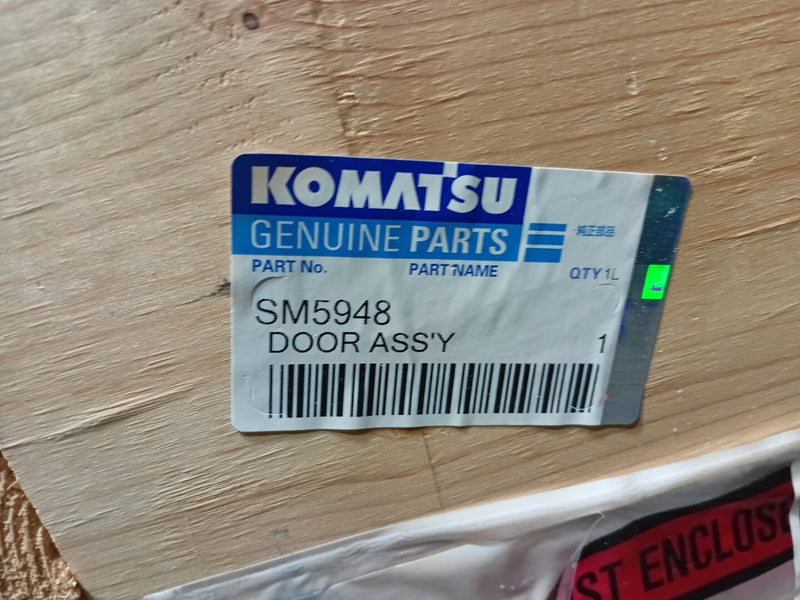 KOMATSU
GENUINE PARTS
純正部品
PART No. PART NAME QTY 1L
SM5948
DOOR ASS'Y 1
ST ENCLOS